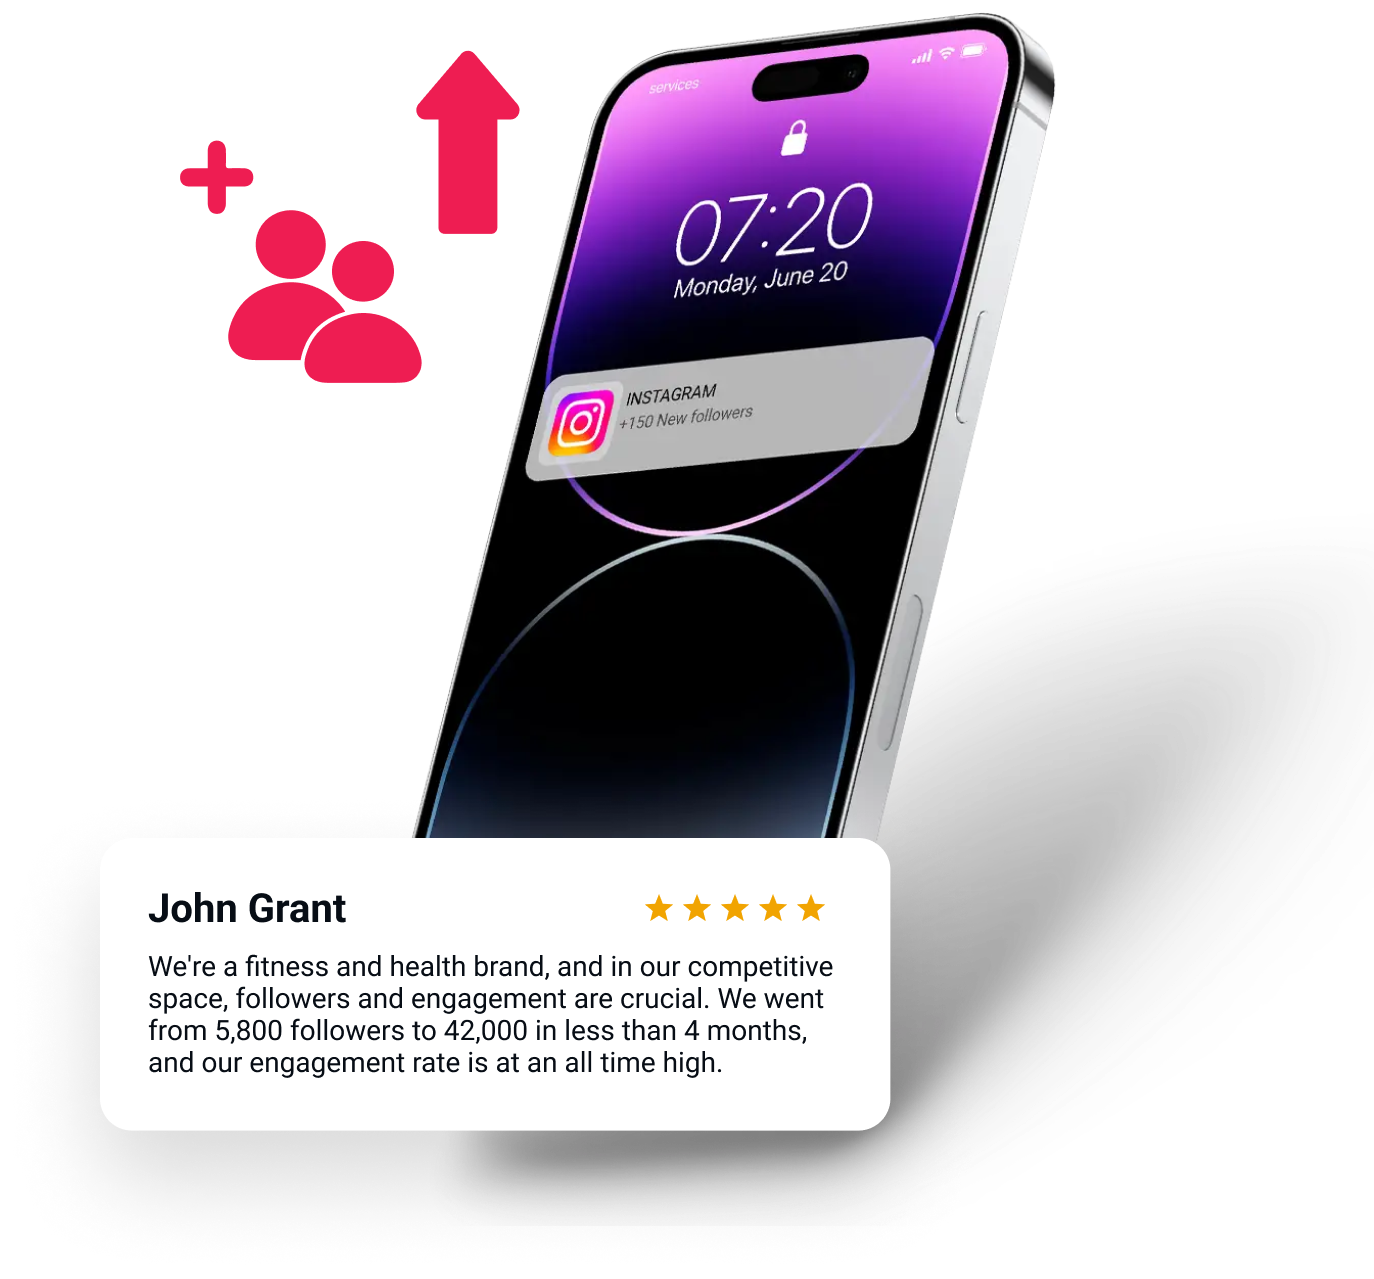 services
07:20
Monday, June 20
INSTAGRAM
+150 New followers
John Grant
We're a fitness and health brand, and in our competitive
space, followers and engagement are crucial. We went
from 5,800 followers to 42,000 in less than 4 months,
and our engagement rate is at an all time high.